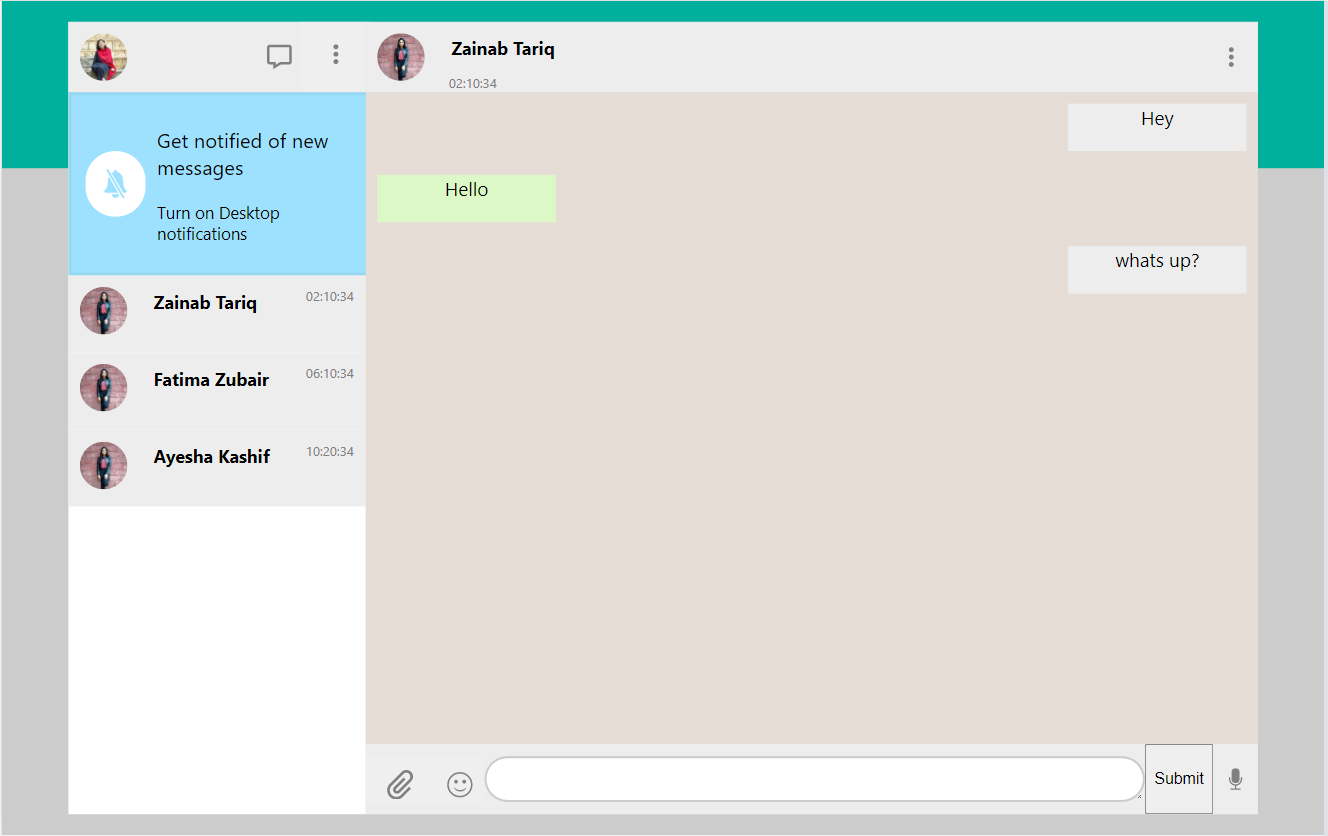 Zainab Tariq
02:10:34
Get notified of new
messages
Turn on Desktop
notifications
Zainab Tariq
02:10:34
Fatima Zubair
06:10:34
Ayesha Kashif
10:20:34
Hey
Hello
whats up?
Submit